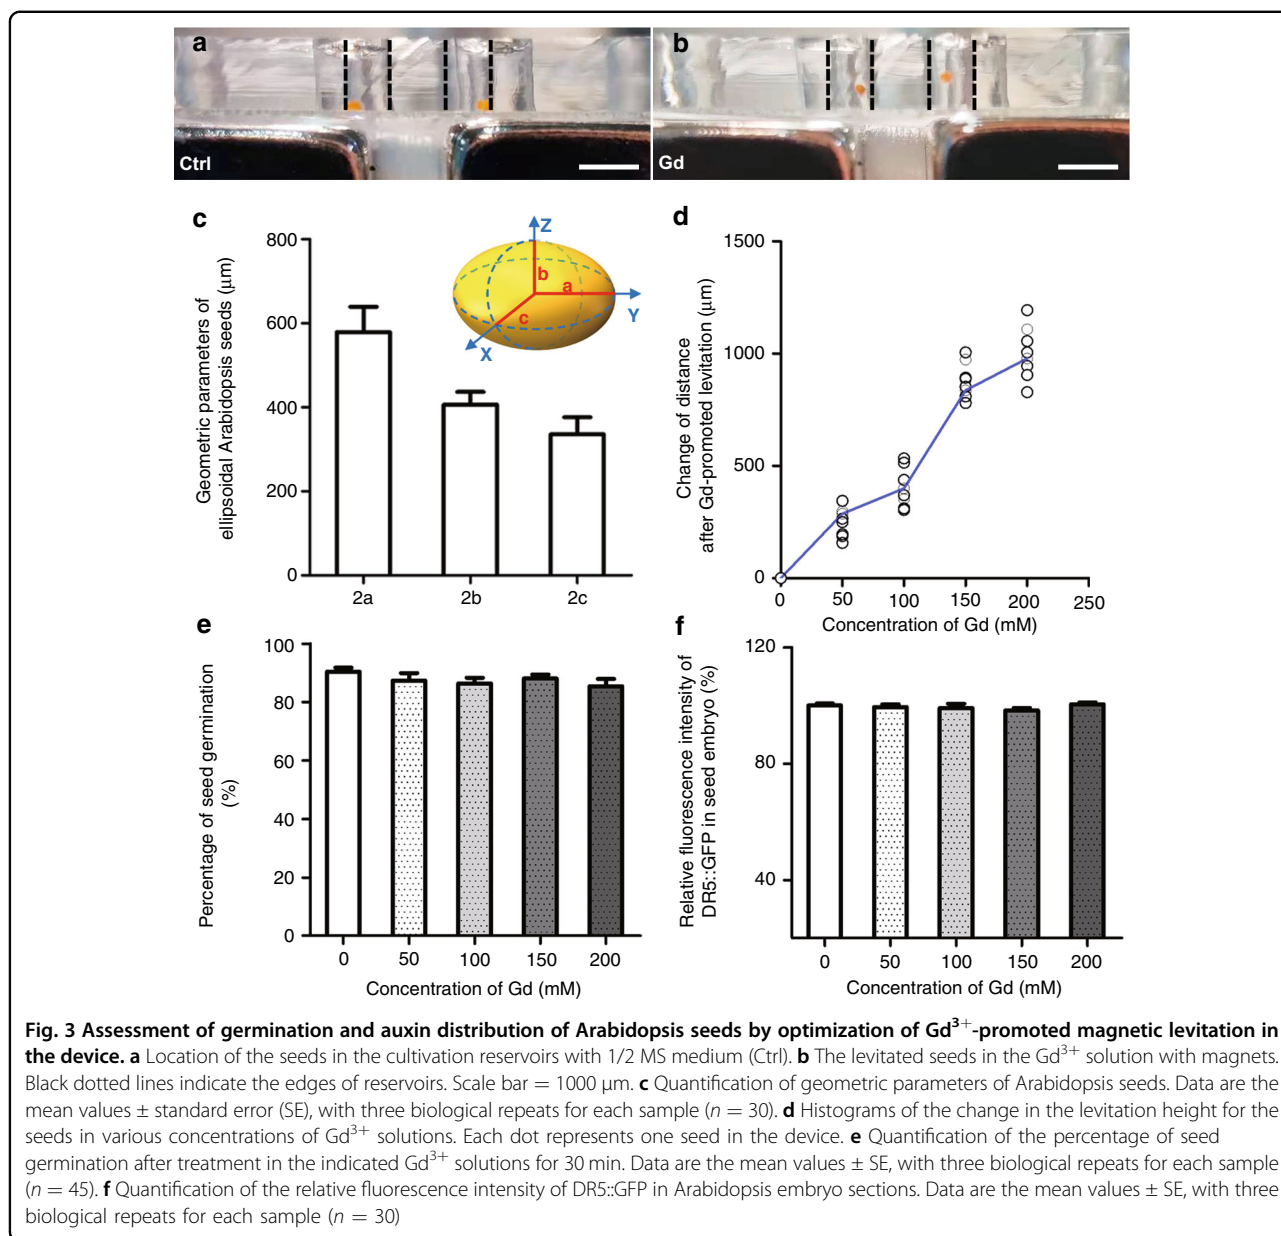 a
Ctrl
b
Gd
c
Geometric parameters of
ellipsoidal Arabidopsis seeds (μm)
800
600
400
200
0
2a
2b
2c
Z
b
a
c
Y
X
d
Change of distance
after Gd-promoted levitation (μm)
1500
1000
500
0
0
50
100
150
200
250
Concentration of Gd (mM)
e
Percentage of seed germination
(%)
100
80
60
40
20
0
0
50
100
150
200
Concentration of Gd (mM)
f
Relative fluorescence intensity of
DR5::GFP in seed embryo (%)
120
80
40
0
50
100
150
200
Concentration of Gd (mM)
Fig. 3 Assessment of germination and auxin distribution of Arabidopsis seeds by optimization of Gd³⁺-promoted magnetic levitation in
the device. a Location of the seeds in the cultivation reservoirs with 1/2 MS medium (Ctrl). b The levitated seeds in the Gd³⁺ solution with magnets.
Black dotted lines indicate the edges of reservoirs. Scale bar = 1000 μm. c Quantification of geometric parameters of Arabidopsis seeds. Data are the
mean values ± standard error (SE), with three biological repeats for each sample (n = 30). d Histograms of the change in the levitation height for the
seeds in various concentrations of Gd³⁺ solutions. Each dot represents one seed in the device. e Quantification of the percentage of seed
germination after treatment in the indicated Gd³⁺ solutions for 30 min. Data are the mean values ± SE, with three biological repeats for each sample
(n = 45). f Quantification of the relative fluorescence intensity of DR5::GFP in Arabidopsis embryo sections. Data are the mean values ± SE, with three
biological repeats for each sample (n = 30)